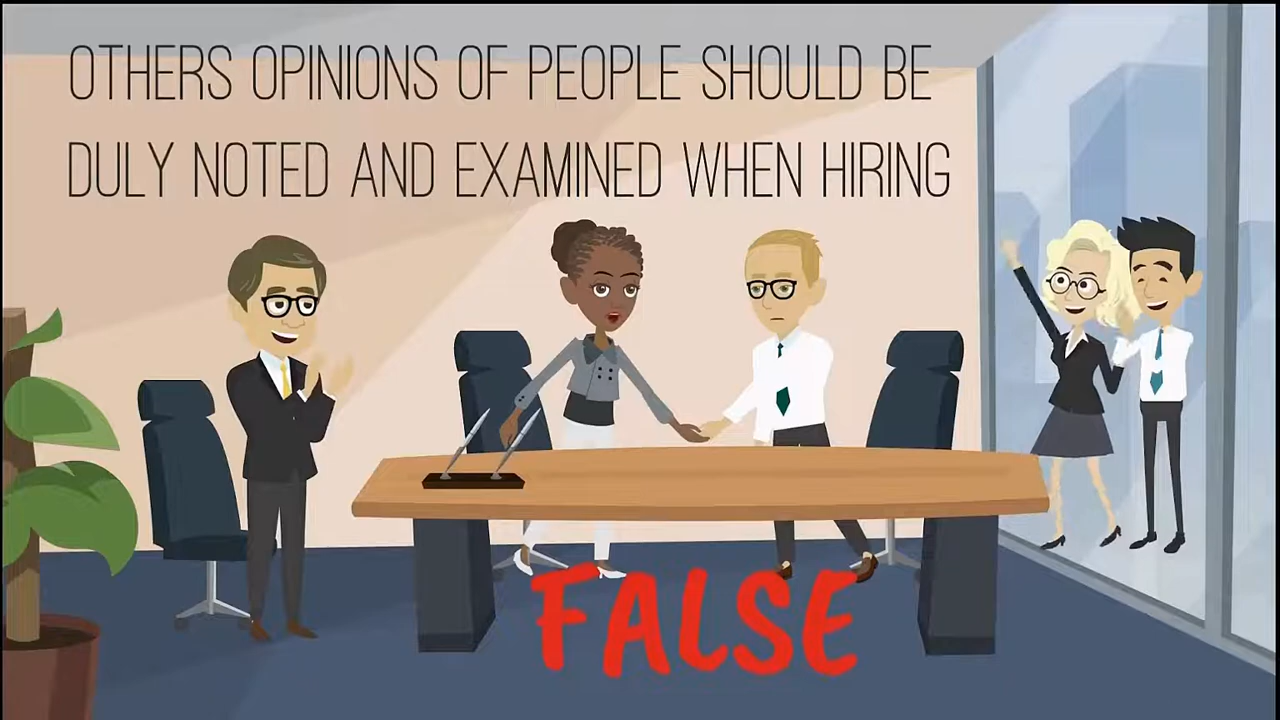 OTHERS OPINIONS OF PEOPLE SHOULD BE
DULY NOTED AND EXAMINED WHEN HIRING
FALSE